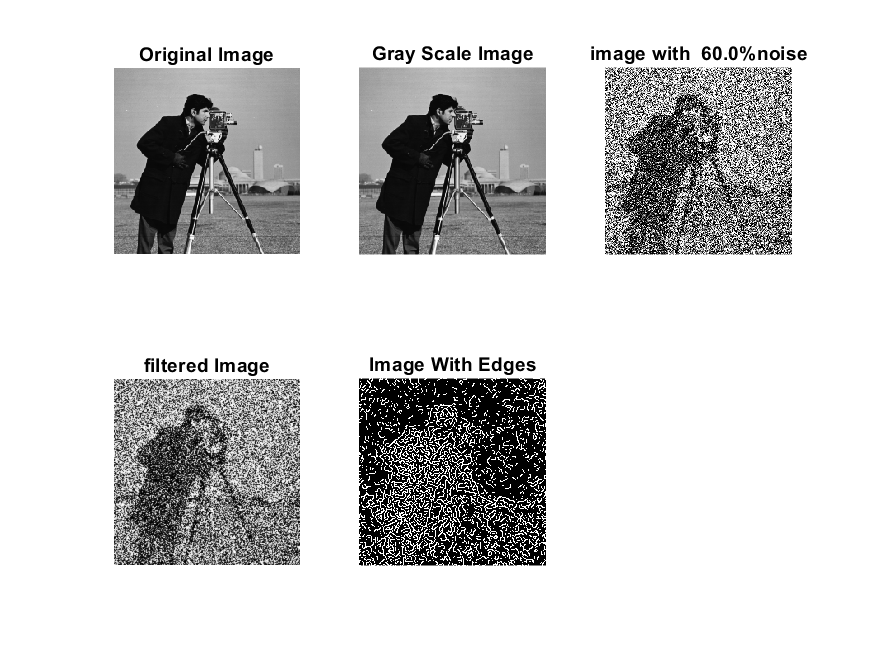 Original Image
Gray Scale Image
image with  60.0%noise
filtered Image
Image With Edges